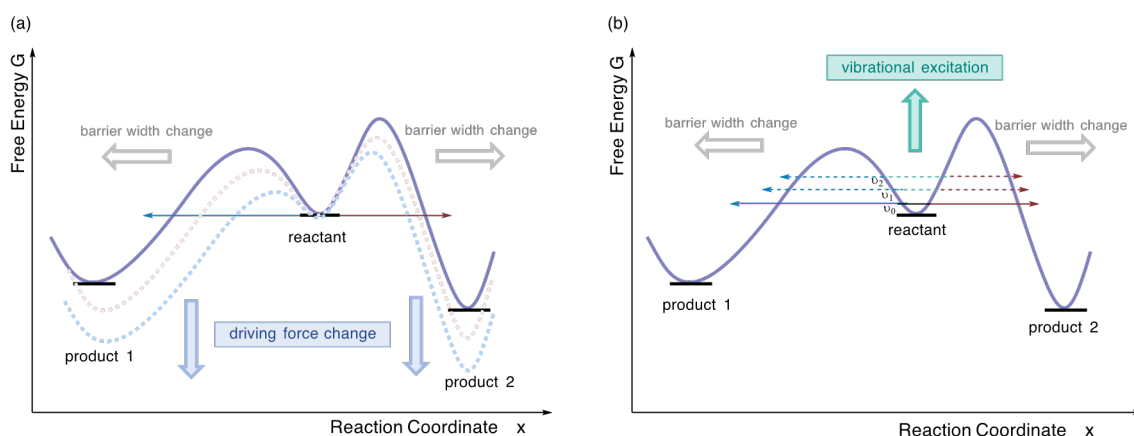 (a)
Free Energy G
barrier width change
barrier width change
reactant
driving force change
product 1
product 2
Reaction Coordinate x
(b)
Free Energy G
vibrational excitation
barrier width change
barrier width change
υ2
υ1
υ0
reactant
product 1
product 2
Reaction Coordinate x